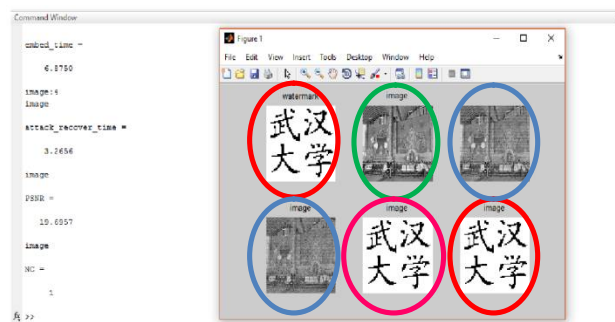 Command Window
embed_time =
6.8750
image:4
image
attack_recover_time =
3.2656
image
PSNR =
19.6957
image
NC =
1
fx >>
Figure 1
File Edit View Insert Tools Desktop Window Help
watermark
image
武汉
大学
image
image
image
武汉
大学
武汉
大学